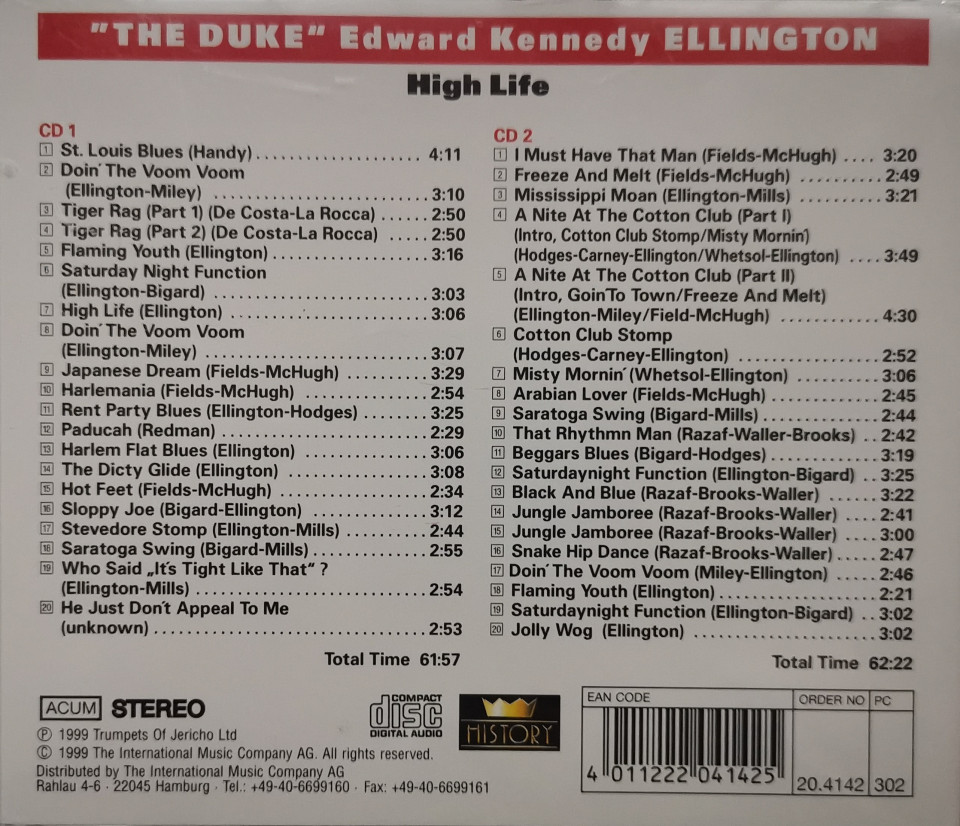 "THE DUKE" Edward Kennedy ELLINGTON
High Life
CD 1
1 St. Louis Blues (Handy) .................... 4:11
2 Doin' The Voom Voom
(Ellington-Miley) ........................ 3:10
3 Tiger Rag (Part 1) (De Costa-La Rocca) ...... 2:50
4 Tiger Rag (Part 2) (De Costa-La Rocca) ..... 2:50
5 Flaming Youth (Ellington) ................... 3:16
6 Saturday Night Function
(Ellington-Bigard) .......................... 3:03
7 High Life (Ellington) ........................ 3:06
8 Doin' The Voom Voom
(Ellington-Miley) ........................... 3:07
9 Japanese Dream (Fields-McHugh) .......... 3:29
10 Harlemania (Fields-McHugh) ............... 2:54
11 Rent Party Blues (Ellington-Hodges) ........ 3:25
12 Paducah (Redman) ......................... 2:29
13 Harlem Flat Blues (Ellington) ................ 3:06
14 The Dicty Glide (Ellington) ................. 3:08
15 Hot Feet (Fields-McHugh) .................. 2:34
16 Sloppy Joe (Bigard-Ellington) ............... 3:12
17 Stevedore Stomp (Ellington-Mills) .......... 2:44
18 Saratoga Swing (Bigard-Mills) .............. 2:55
19 Who Said „It's Tight Like That" ?
(Ellington-Mills) ............................ 2:54
20 He Just Don't Appeal To Me
(unknown) ................................. 2:53
Total Time 61:57
CD 2
1 I Must Have That Man (Fields-McHugh) .... 3:20
2 Freeze And Melt (Fields-McHugh) .......... 2:49
3 Mississippi Moan (Ellington-Mills) .......... 3:21
4 A Nite At The Cotton Club (Part I)
(Intro, Cotton Club Stomp/Misty Mornin')
(Hodges-Carney-Ellington/Whetsol-Ellington) .... 3:49
5 A Nite At The Cotton Club (Part II)
(Intro, Goin'To Town/Freeze And Melt)
(Ellington-Miley/Field-McHugh) ............ 4:30
6 Cotton Club Stomp
(Hodges-Carney-Ellington) ................. 2:52
7 Misty Mornin' (Whetsol-Ellington) .......... 3:06
8 Arabian Lover (Fields-McHugh) ............. 2:45
9 Saratoga Swing (Bigard-Mills) .............. 2:44
10 That Rhythmn Man (Razaf-Waller-Brooks) .. 2:42
11 Beggars Blues (Bigard-Hodges) ............. 3:19
12 Saturdaynight Function (Ellington-Bigard) .. 3:25
13 Black And Blue (Razaf-Brooks-Waller) ...... 3:22
14 Jungle Jamboree (Razaf-Brooks-Waller) .... 2:41
15 Jungle Jamboree (Razaf-Brooks-Waller) .... 3:00
16 Snake Hip Dance (Razaf-Brooks-Waller) ..... 2:47
17 Doin' The Voom Voom (Miley-Ellington) ..... 2:46
18 Flaming Youth (Ellington) ................... 2:21
19 Saturdaynight Function (Ellington-Bigard) .. 3:02
20 Jolly Wog (Ellington) ...................... 3:02
Total Time 62:22
ACUM STEREO
COMPACT
disc
DIGITAL AUDIO
HISTORY
Ⓟ 1999 Trumpets Of Jericho Ltd
© 1999 The International Music Company AG. All rights reserved.
Distributed by The International Music Company AG
Rahlau 4-6 · 22045 Hamburg · Tel.: +49-40-6699160 · Fax: +49-40-6699161
EAN CODE
4 011222 041425
ORDER NO
20.4142
PC
302